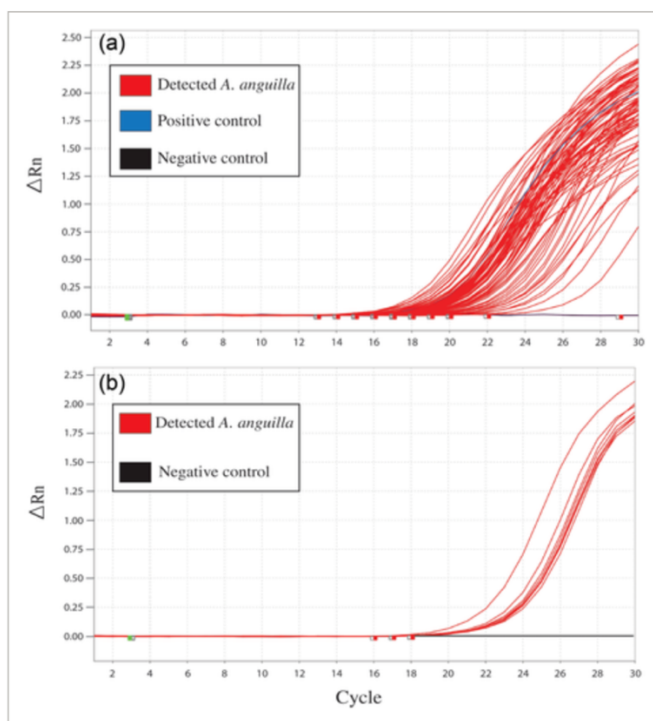 (a)
Detected A. anguilla
Positive control
Negative control
ΔRn
2.50
2.25
2.00
1.75
1.50
1.25
1.00
0.75
0.50
0.25
0.00
2 4 6 8 10 12 14 16 18 20 22 24 26 28 30
(b)
Detected A. anguilla
Negative control
ΔRn
2.25
2.00
1.75
1.50
1.25
1.00
0.75
0.50
0.25
0.00
2 4 6 8 10 12 14 16 18 20 22 24 26 28 30
Cycle